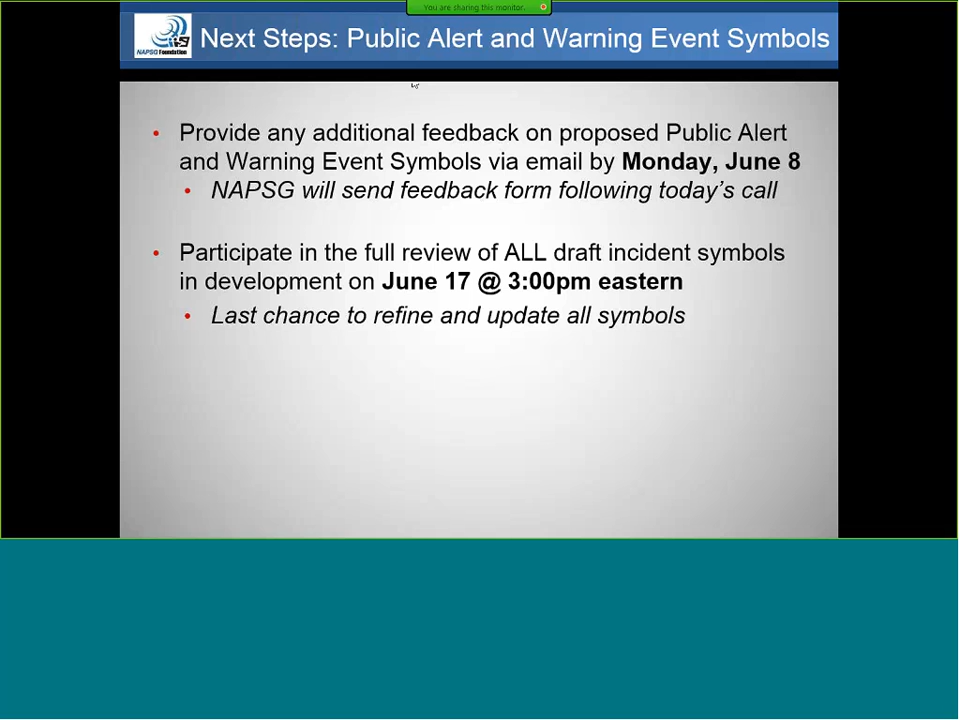 You are sharing this monitor.
NAPSG Foundation
Next Steps: Public Alert and Warning Event Symbols
• Provide any additional feedback on proposed Public Alert
and Warning Event Symbols via email by Monday, June 8
• NAPSG will send feedback form following today's call
• Participate in the full review of ALL draft incident symbols
in development on June 17 @ 3:00pm eastern
• Last chance to refine and update all symbols